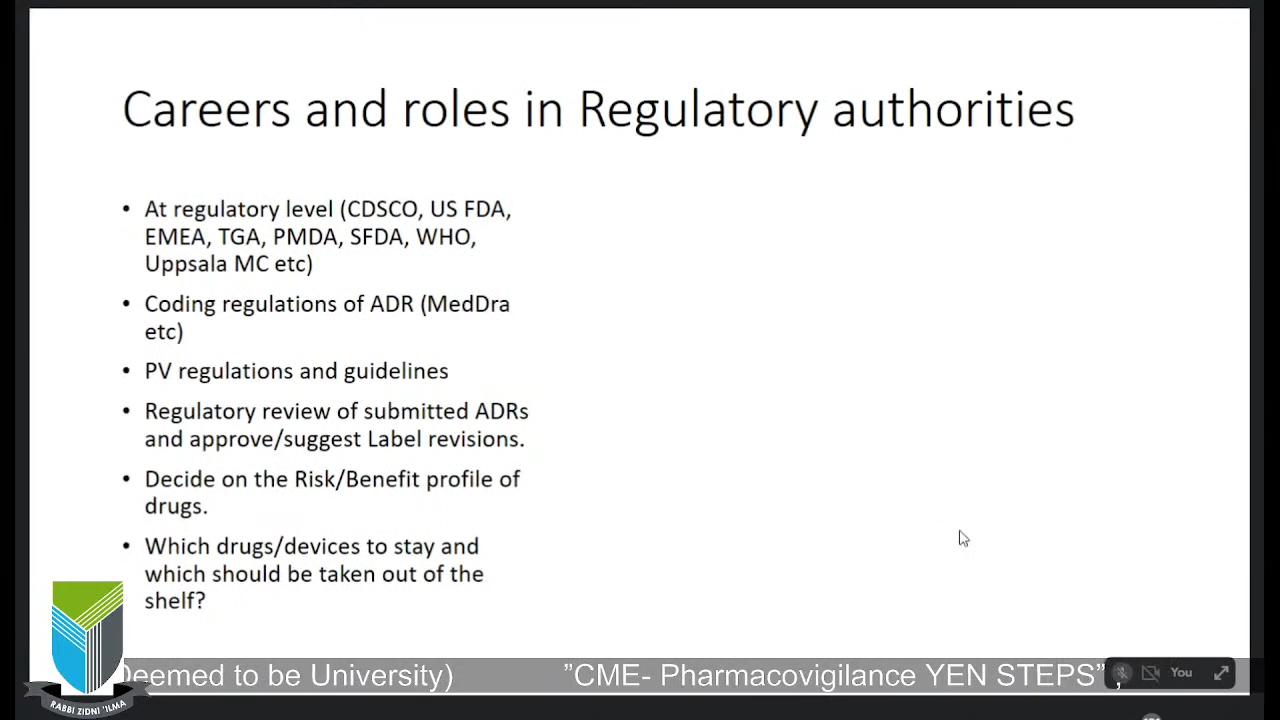 Careers and roles in Regulatory authorities
• At regulatory level (CDSCO, US FDA,
EMEA, TGA, PMDA, SFDA, WHO,
Uppsala MC etc)
• Coding regulations of ADR (MedDra
etc)
• PV regulations and guidelines
• Regulatory review of submitted ADRs
and approve/suggest Label revisions.
• Decide on the Risk/Benefit profile of
drugs.
• Which drugs/devices to stay and
which should be taken out of the
shelf?
Deemed to be University) ”CME- Pharmacovigilance YEN STEPS” ,
You
RABBI ZIDNI 'ILMA